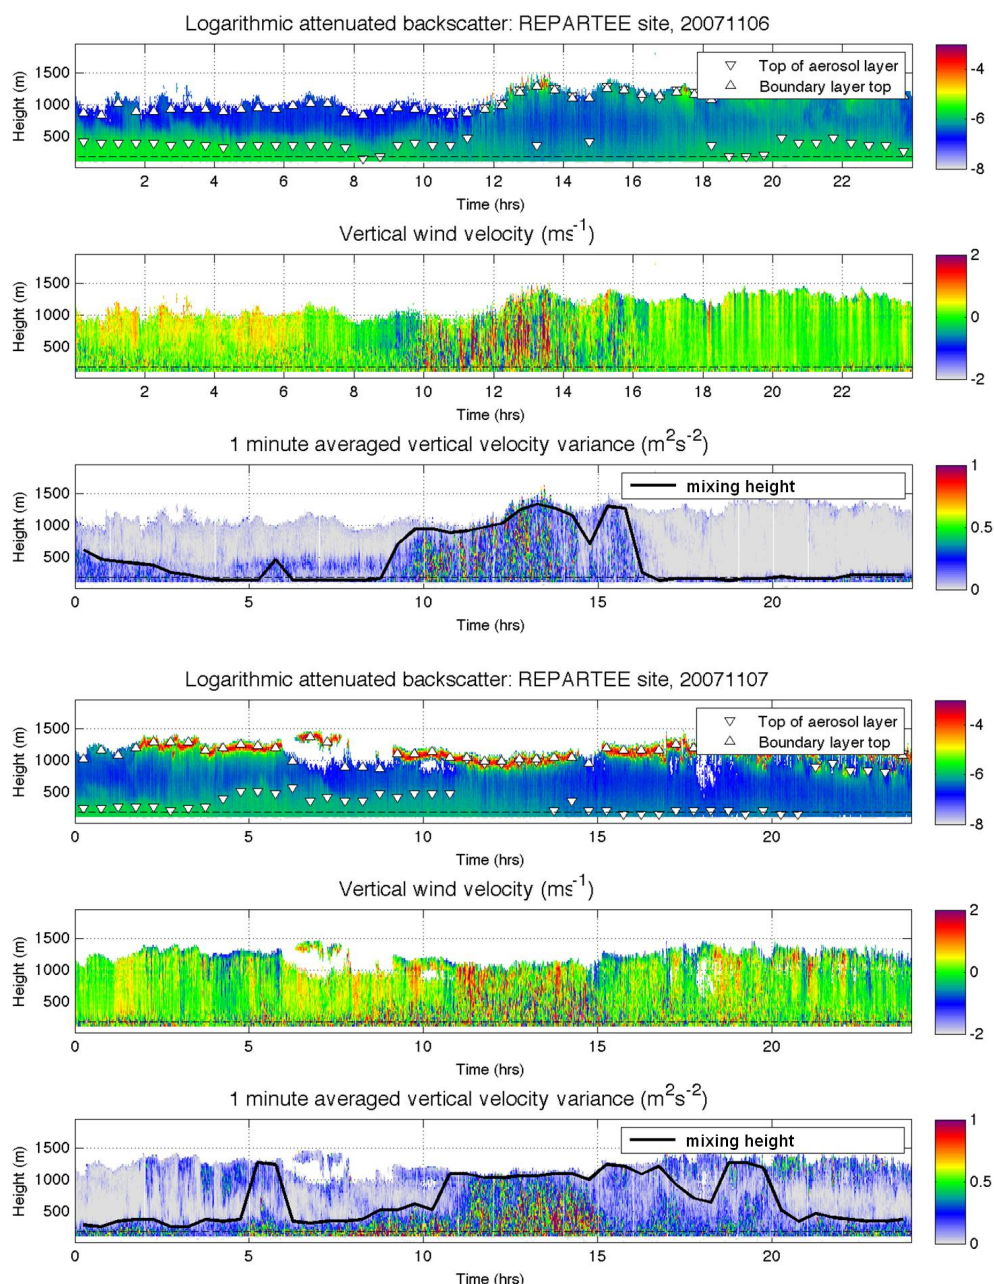 Logarithmic attenuated backscatter: REPARTEE site, 20071106
Height (m)
1500
1000
500
Top of aerosol layer
Boundary layer top
2 4 6 8 10 12 14 16 18 20 22
Time (hrs)
-4
-6
-8
Vertical wind velocity (ms-1)
Height (m)
1500
1000
500
2 4 6 8 10 12 14 16 18 20 22
Time (hrs)
2
0
-2
1 minute averaged vertical velocity variance (m2s-2)
Height (m)
1500
1000
500
mixing height
0 5 10 15 20
Time (hrs)
1
0.5
0
Logarithmic attenuated backscatter: REPARTEE site, 20071107
Height (m)
1500
1000
500
Top of aerosol layer
Boundary layer top
0 5 10 15 20
Time (hrs)
-4
-6
-8
Vertical wind velocity (ms-1)
Height (m)
1500
1000
500
0 5 10 15 20
Time (hrs)
2
0
-2
1 minute averaged vertical velocity variance (m2s-2)
Height (m)
1500
1000
500
mixing height
0 5 10 15 20
Time (hrs)
1
0.5
0